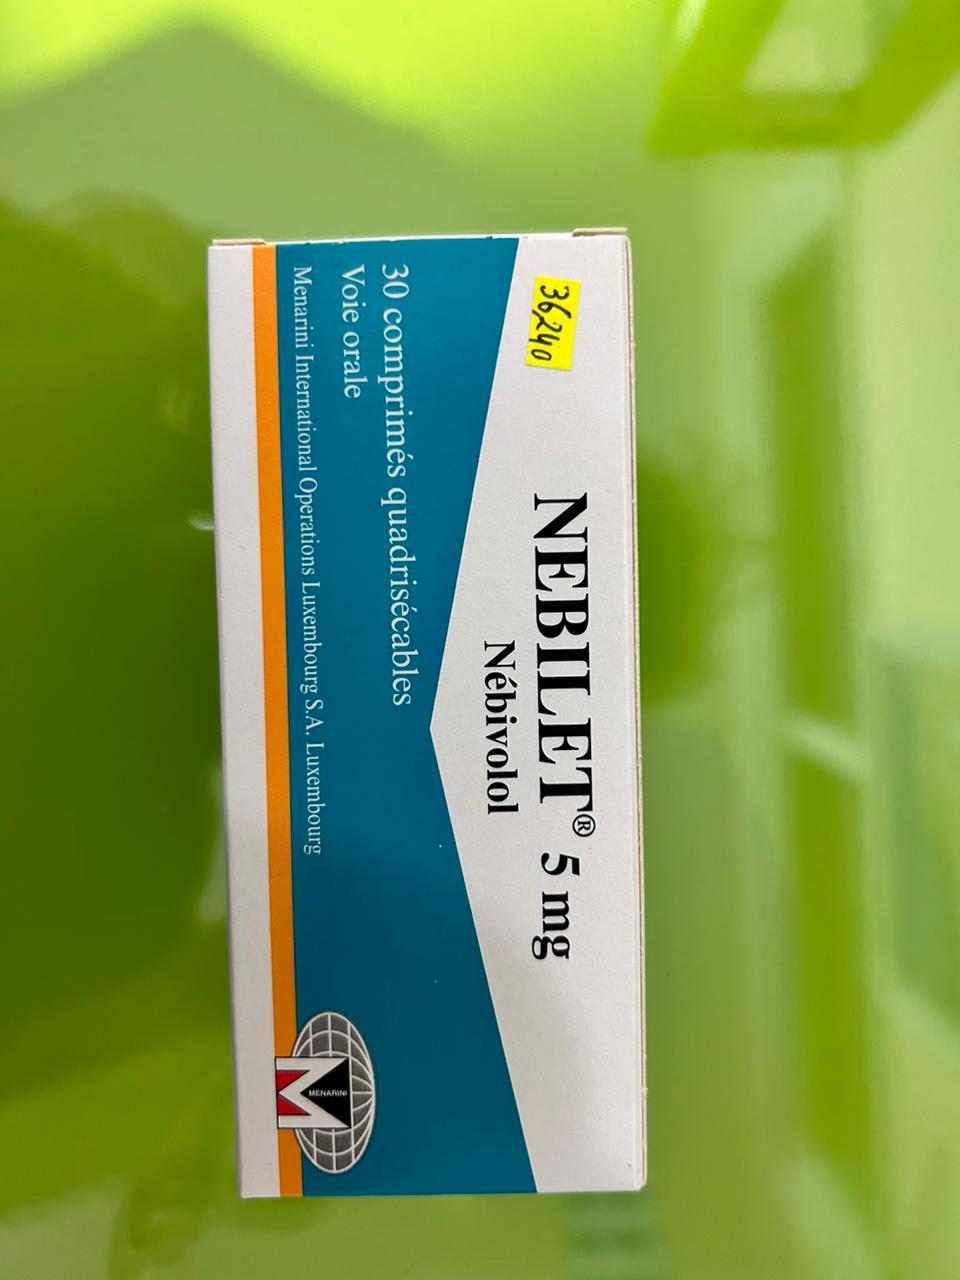 NEBILET® 5 mg
36,240
Nébivolol
30 comprimés quadrisécables
Voie orale
Menarini International Operations Luxembourg S.A. Luxembourg
MENARINI
M